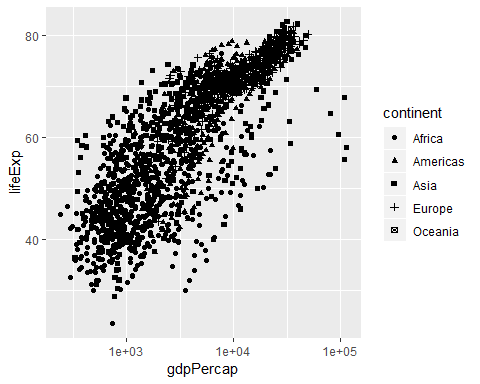 80
60
40
lifeExp
1e+03 1e+04 1e+05
gdpPercap
continent
Africa
Americas
Asia
Europe
Oceania